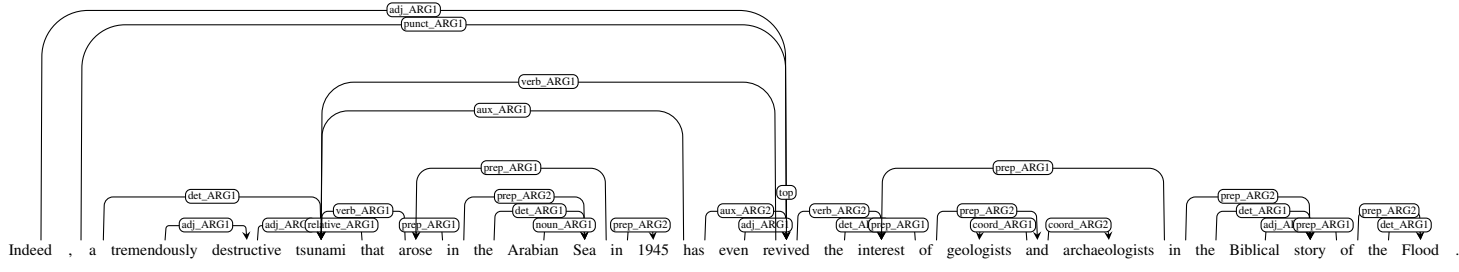 adj_ARG1
punct_ARG1
verb_ARG1
aux_ARG1
prep_ARG1 prep_ARG1
top
det_ARG1 prep_ARG2 prep_ARG2
verb_ARG1 det_ARG1 aux_ARG2 verb_ARG2 prep_ARG2 det_ARG1 prep_ARG2
adj_ARG1 relative_ARG1 prep_ARG1 noun_ARG1 prep_ARG2 adj_ARG1 prep_ARG1 coord_ARG1 coord_ARG2 prep_ARG1 det_ARG1
Indeed , a tremendously destructive tsunami that arose in the Arabian Sea in 1945 has even revived the interest of geologists and archaeologists in the Biblical story of the Flood .